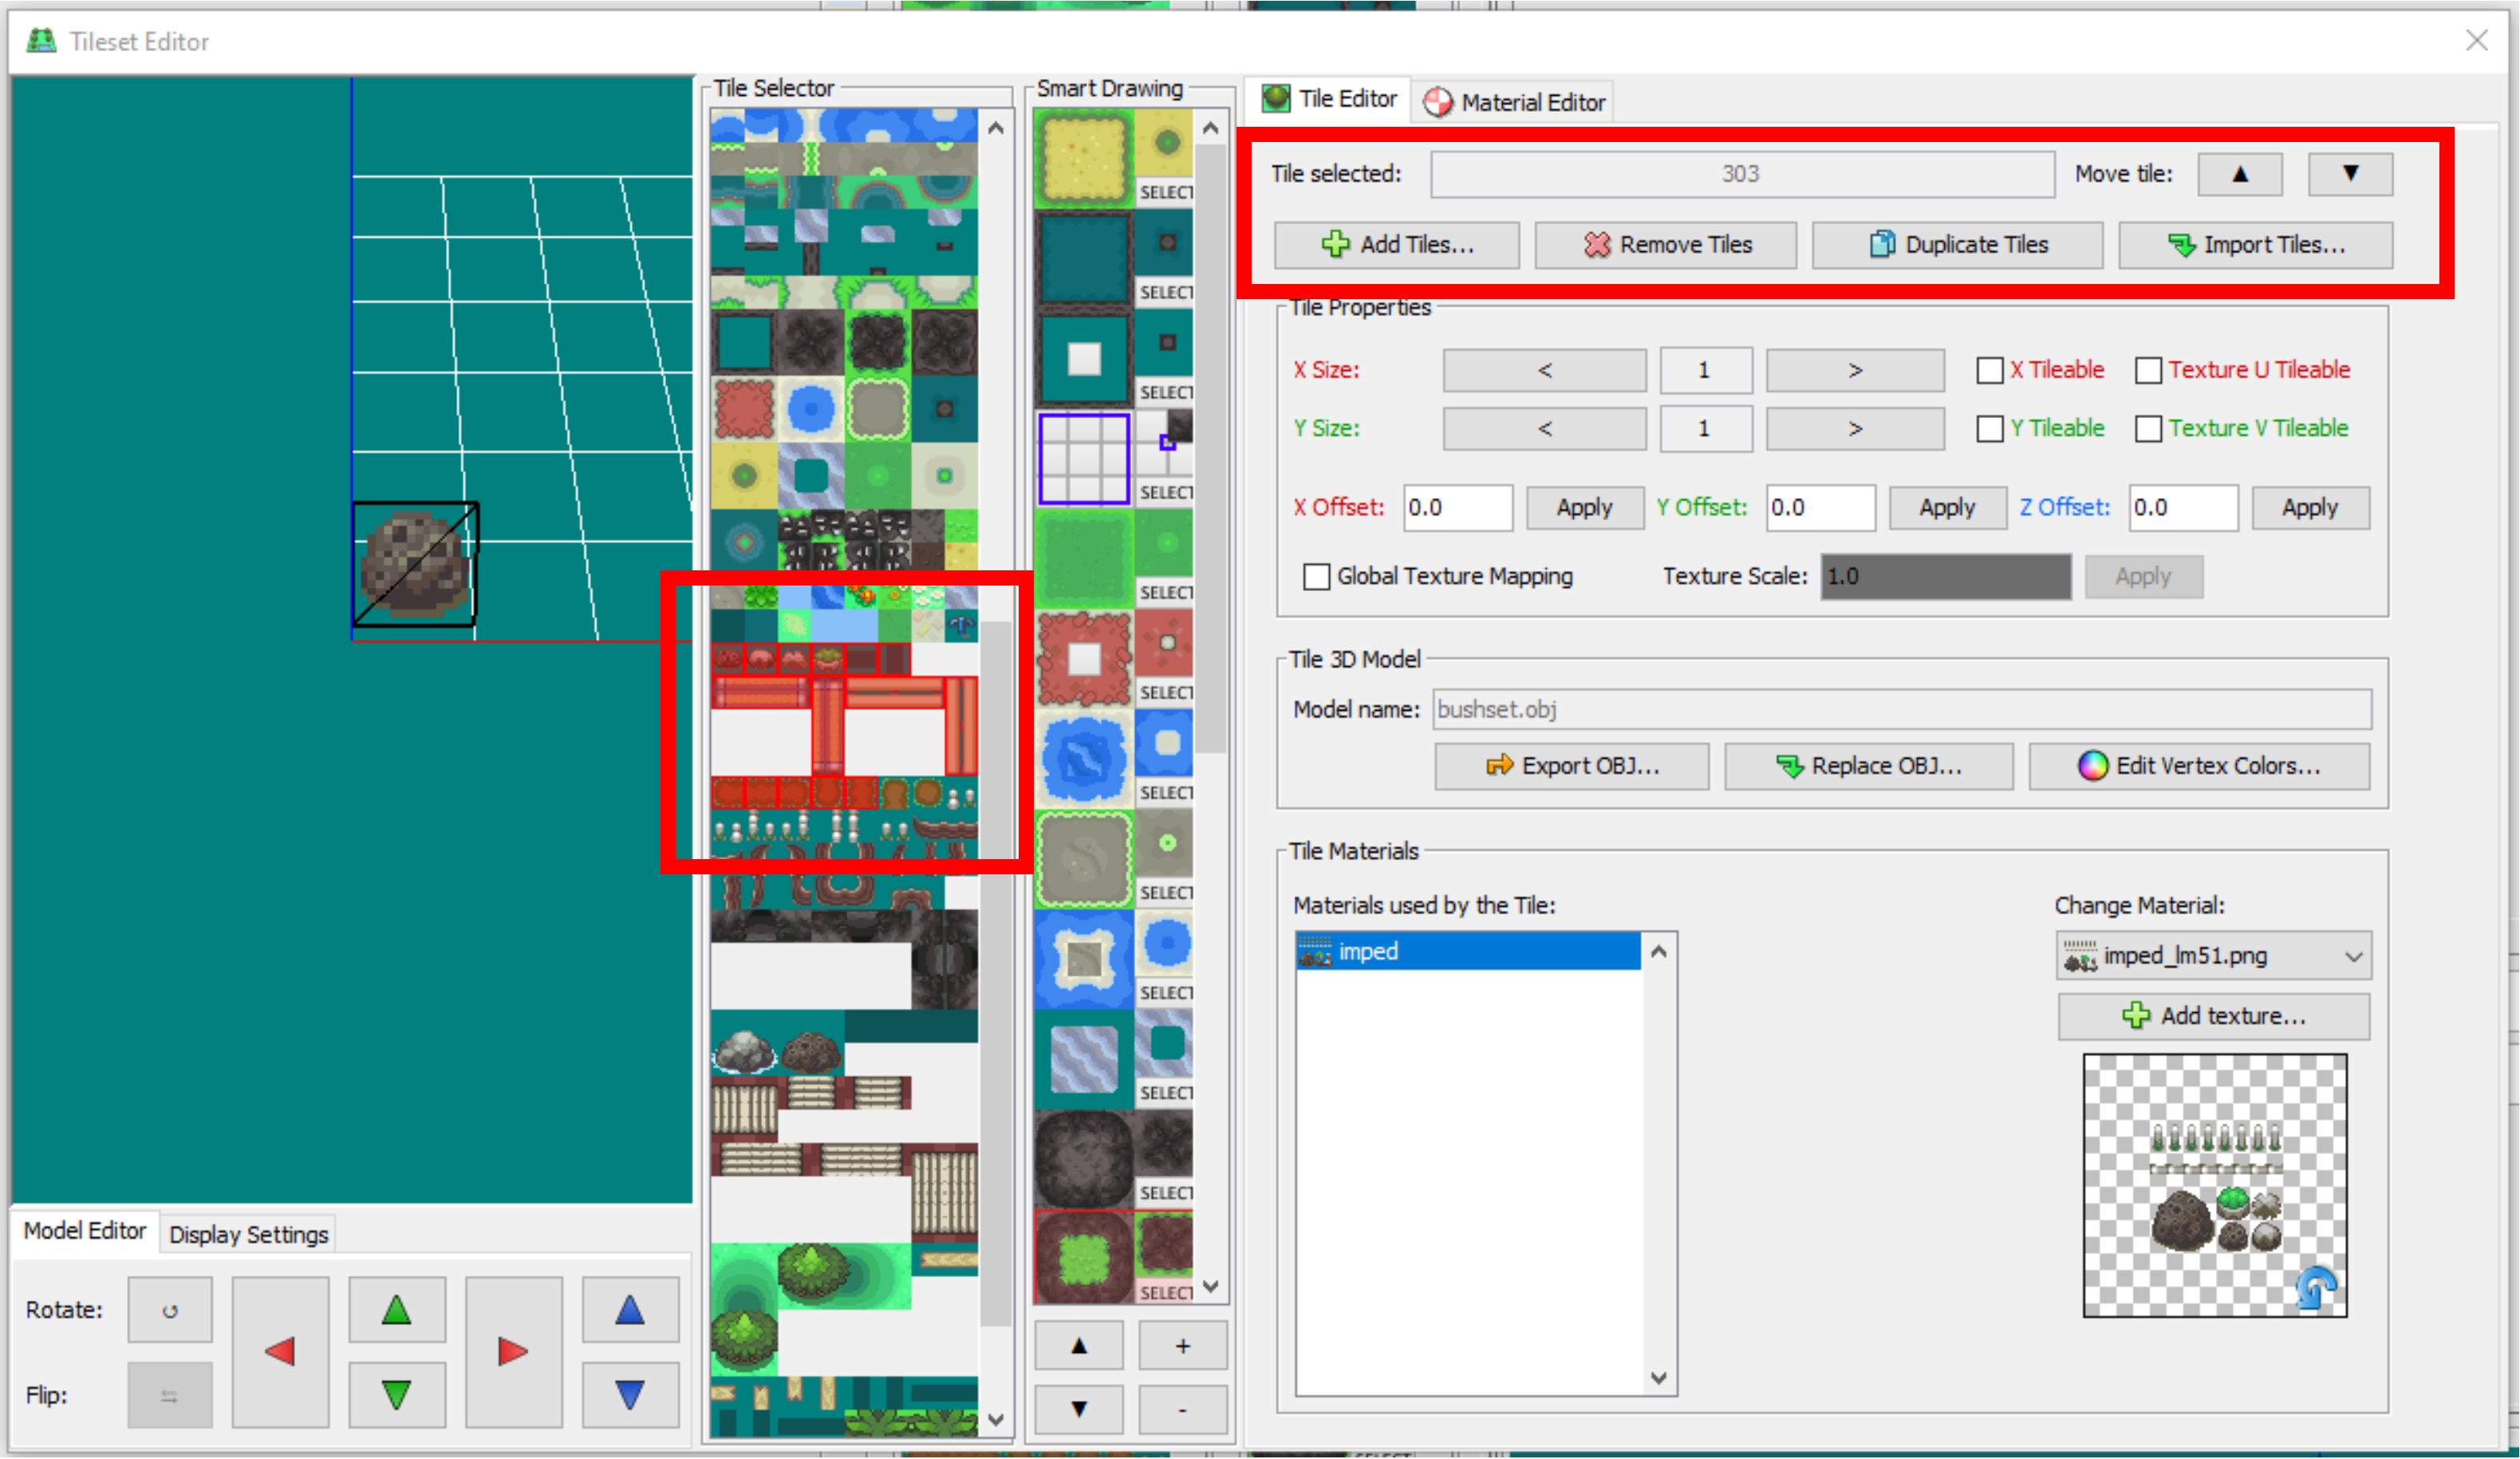 Tileset Editor
Tile Selector
Smart Drawing
SELECT
SELECT
SELECT
SELECT
SELECT
SELECT
SELECT
SELECT
SELECT
SELECT
SELECT
SELECT
+
-
Model Editor
Display Settings
Rotate:
Flip:
Tile Editor
Material Editor
Tile selected:
303
Move tile:
Add Tiles...
Remove Tiles
Duplicate Tiles
Import Tiles...
Tile Properties
X Size: < 1 > X Tileable Texture U Tileable
Y Size: < 1 > Y Tileable Texture V Tileable
X Offset: 0.0 Apply Y Offset: 0.0 Apply Z Offset: 0.0 Apply
Global Texture Mapping Texture Scale: 1.0 Apply
Tile 3D Model
Model name: bushset.obj
Export OBJ... Replace OBJ... Edit Vertex Colors...
Tile Materials
Materials used by the Tile:
imped
Change Material:
imped_lm51.png
Add texture...